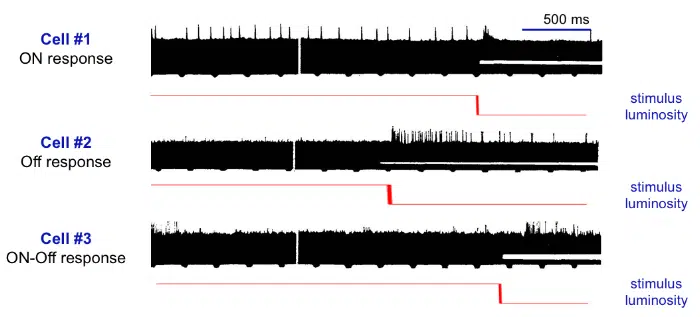 500 ms
Cell #1
ON response
stimulus
luminosity
Cell #2
Off response
stimulus
luminosity
Cell #3
ON-Off response
stimulus
luminosity